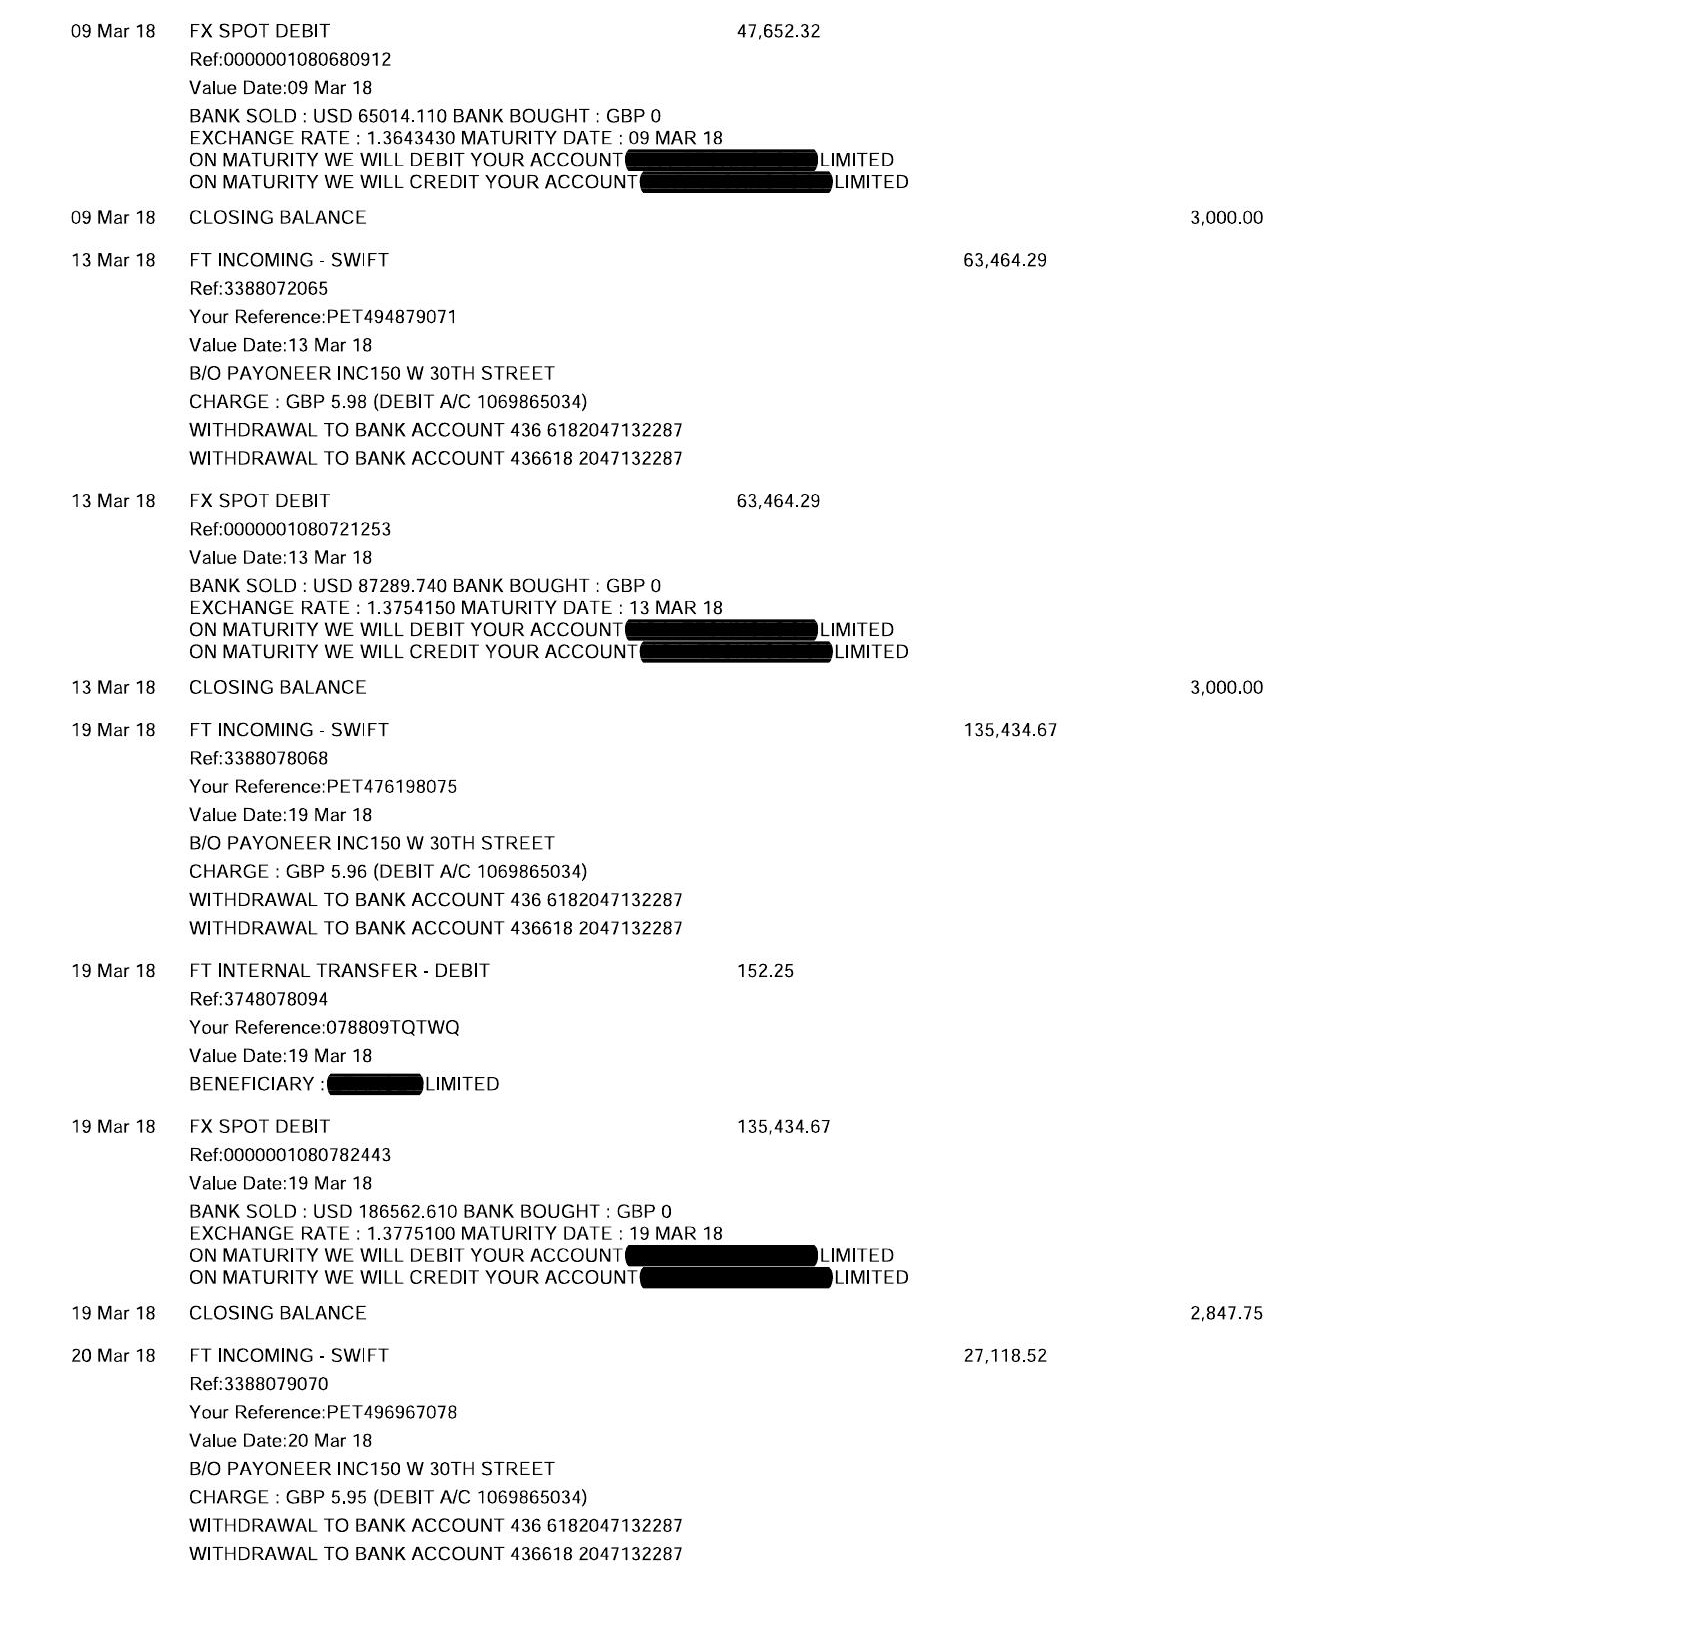 09 Mar 18 FX SPOT DEBIT 47,652.32
Ref:0000001080680912
Value Date:09 Mar 18
BANK SOLD : USD 65014.110 BANK BOUGHT : GBP 0
EXCHANGE RATE : 1.3643430 MATURITY DATE : 09 MAR 18
ON MATURITY WE WILL DEBIT YOUR ACCOUNT LIMITED
ON MATURITY WE WILL CREDIT YOUR ACCOUNT LIMITED
09 Mar 18 CLOSING BALANCE 3,000.00
13 Mar 18 FT INCOMING - SWIFT 63,464.29
Ref:3388072065
Your Reference:PET494879071
Value Date:13 Mar 18
B/O PAYONEER INC150 W 30TH STREET
CHARGE : GBP 5.98 (DEBIT A/C 1069865034)
WITHDRAWAL TO BANK ACCOUNT 436 6182047132287
WITHDRAWAL TO BANK ACCOUNT 436618 2047132287
13 Mar 18 FX SPOT DEBIT 63,464.29
Ref:0000001080721253
Value Date:13 Mar 18
BANK SOLD : USD 87289.740 BANK BOUGHT : GBP 0
EXCHANGE RATE : 1.3754150 MATURITY DATE : 13 MAR 18
ON MATURITY WE WILL DEBIT YOUR ACCOUNT LIMITED
ON MATURITY WE WILL CREDIT YOUR ACCOUNT LIMITED
13 Mar 18 CLOSING BALANCE 3,000.00
19 Mar 18 FT INCOMING - SWIFT 135,434.67
Ref:3388078068
Your Reference:PET476198075
Value Date:19 Mar 18
B/O PAYONEER INC150 W 30TH STREET
CHARGE : GBP 5.96 (DEBIT A/C 1069865034)
WITHDRAWAL TO BANK ACCOUNT 436 6182047132287
WITHDRAWAL TO BANK ACCOUNT 436618 2047132287
19 Mar 18 FT INTERNAL TRANSFER - DEBIT 152.25
Ref:3748078094
Your Reference:078809TQTWQ
Value Date:19 Mar 18
BENEFICIARY : LIMITED
19 Mar 18 FX SPOT DEBIT 135,434.67
Ref:0000001080782443
Value Date:19 Mar 18
BANK SOLD : USD 186562.610 BANK BOUGHT : GBP 0
EXCHANGE RATE : 1.3775100 MATURITY DATE : 19 MAR 18
ON MATURITY WE WILL DEBIT YOUR ACCOUNT LIMITED
ON MATURITY WE WILL CREDIT YOUR ACCOUNT LIMITED
19 Mar 18 CLOSING BALANCE 2,847.75
20 Mar 18 FT INCOMING - SWIFT 27,118.52
Ref:3388079070
Your Reference:PET496967078
Value Date:20 Mar 18
B/O PAYONEER INC150 W 30TH STREET
CHARGE : GBP 5.95 (DEBIT A/C 1069865034)
WITHDRAWAL TO BANK ACCOUNT 436 6182047132287
WITHDRAWAL TO BANK ACCOUNT 436618 2047132287